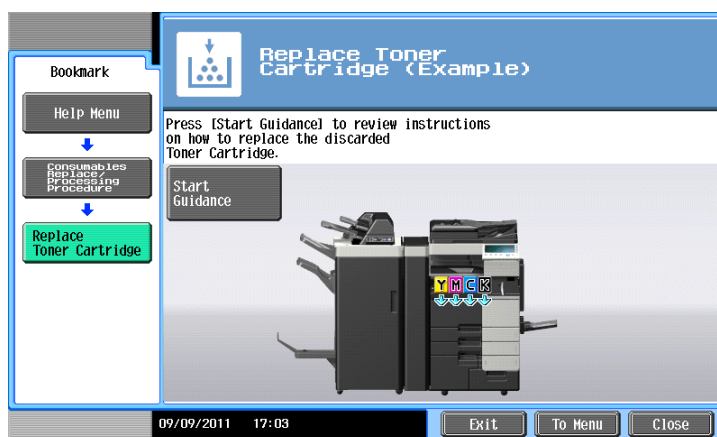 Bookmark
Help Menu
Consumables
Replace/
Processing
Procedure
Replace
Toner Cartridge
Replace Toner
Cartridge (Example)
Press [Start Guidance] to review instructions
on how to replace the discarded
Toner Cartridge.
Start
Guidance
Y M C K
09/09/2011 17:03
Exit
To Menu
Close